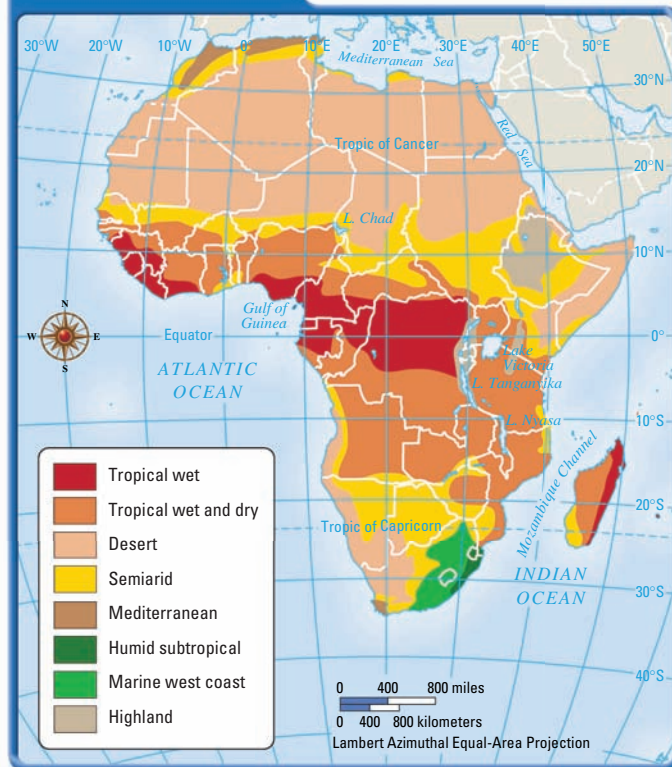 30°W 20°W 10°W 0° 10°E 20°E 30°E 40°E 50°E
Mediterranean Sea
30°N
Tropic of Cancer
Red Sea
20°N
L. Chad
10°N
N
W E
S
Gulf of
Guinea
Equator
0°
Lake
Victoria
ATLANTIC
OCEAN
L. Tanganyika
L. Nyasa
10°S
Mozambique Channel
20°S
Tropic of Capricorn
INDIAN
OCEAN
30°S
40°S
Tropical wet
Tropical wet and dry
Desert
Semiarid
Mediterranean
Humid subtropical
Marine west coast
Highland
0 400 800 miles
0 400 800 kilometers
Lambert Azimuthal Equal-Area Projection